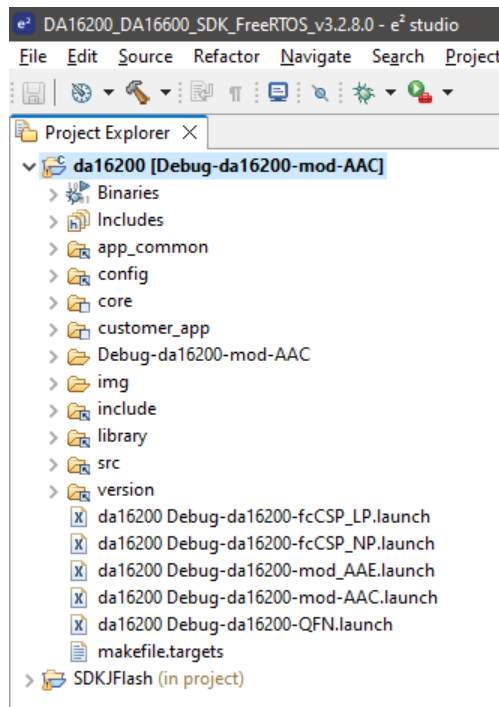 DA16200_DA16600_SDK_FreeRTOS_v3.2.8.0 - e² studio
File Edit Source Refactor Navigate Search Project
Project Explorer
da16200 [Debug-da16200-mod-AAC]
Binaries
Includes
app_common
config
core
customer_app
Debug-da16200-mod-AAC
img
include
library
src
version
da16200 Debug-da16200-fcCSP_LP.launch
da16200 Debug-da16200-fcCSP_NP.launch
da16200 Debug-da16200-mod_AAE.launch
da16200 Debug-da16200-mod-AAC.launch
da16200 Debug-da16200-QFN.launch
makefile.targets
SDKJFlash (in project)